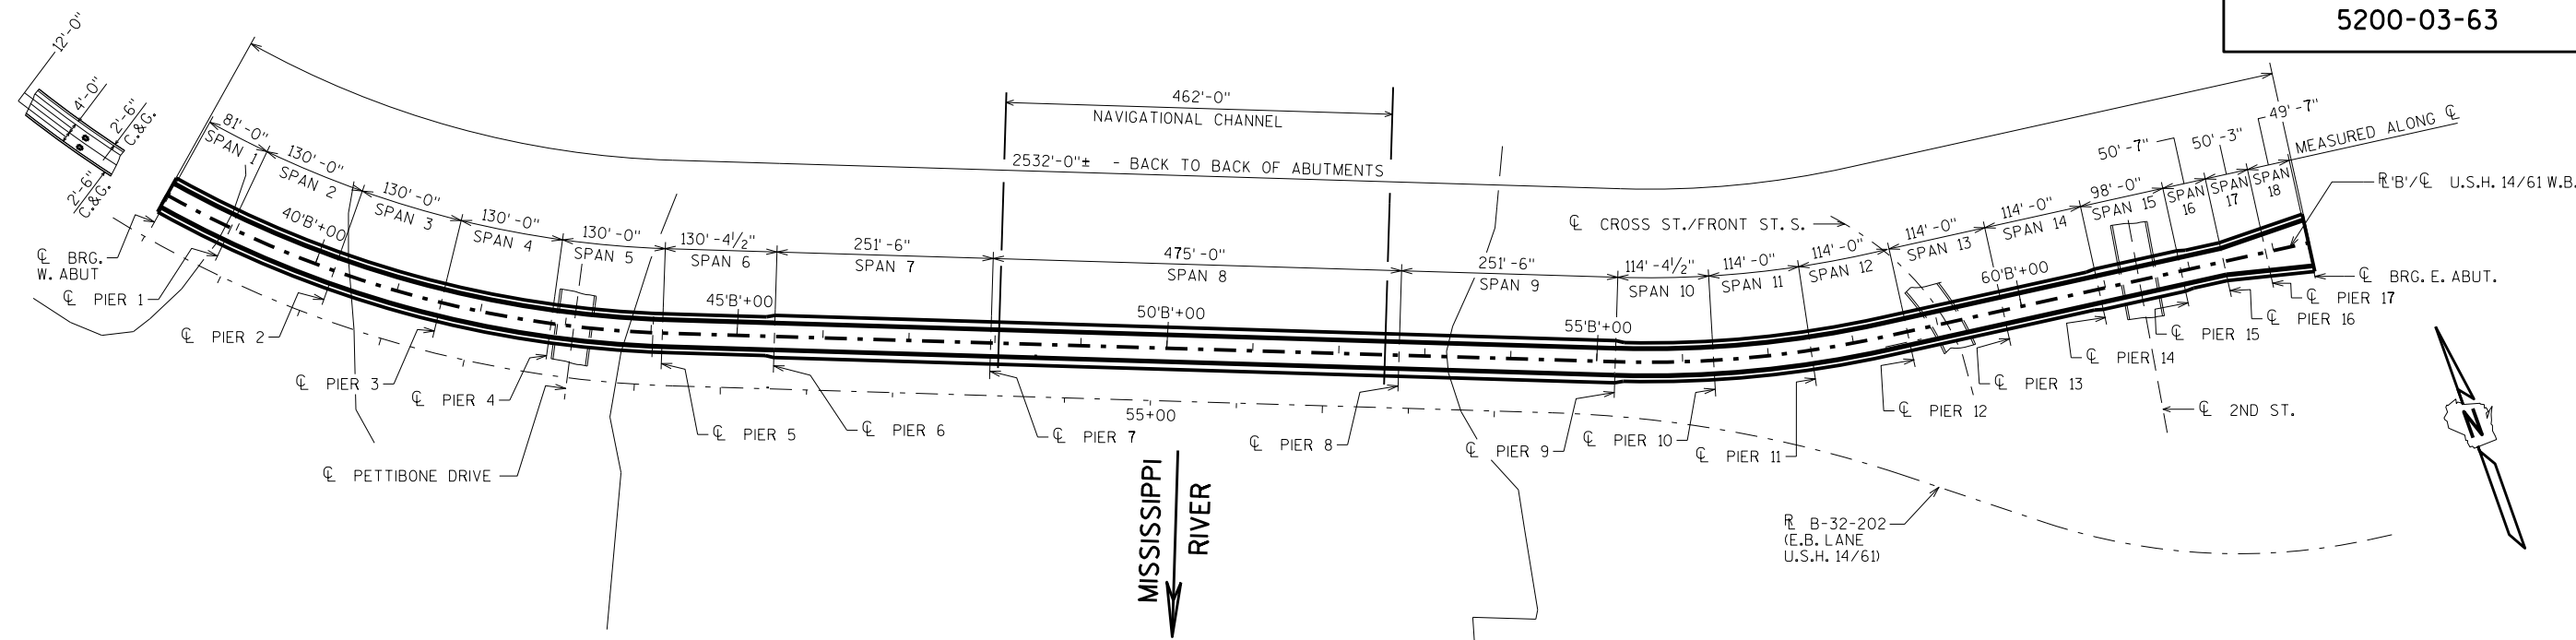 5200-03-63
12'-0"
4'-0"
2'-6"
C.&G.
2'-6"
C.&G.
462'-0"
NAVIGATIONAL CHANNEL
2532'-0"± - BACK TO BACK OF ABUTMENTS
81'-0"
SPAN 1
130'-0"
SPAN 2
130'-0"
SPAN 3
130'-0"
SPAN 4
130'-0"
SPAN 5
130'-4½"
SPAN 6
251'-6"
SPAN 7
475'-0"
SPAN 8
251'-6"
SPAN 9
114'-4½"
SPAN 10
114'-0"
SPAN 11
114'-0"
SPAN 12
114'-0"
SPAN 13
114'-0"
SPAN 14
98'-0"
SPAN 15
50'-7"
SPAN
16
50'-3"
SPAN
17
49'-7"
SPAN
18
MEASURED ALONG ℄
℞'B'/℄ U.S.H. 14/61 W.B.
℄ CROSS ST./FRONT ST. S.
40'B'+00
45'B'+00
50'B'+00
55'B'+00
60'B'+00
℄ BRG.
W. ABUT
℄ PIER 1
℄ PIER 2
℄ PIER 3
℄ PIER 4
℄ PETTIBONE DRIVE
℄ PIER 5
℄ PIER 6
℄ PIER 7
55+00
℄ PIER 8
℄ PIER 9
℄ PIER 10
℄ PIER 11
℄ PIER 12
℄ PIER 13
℄ PIER 14
℄ PIER 15
℄ PIER 16
℄ PIER 17
℄ BRG. E. ABUT.
℄ 2ND ST.
MISSISSIPPI
RIVER
℞ B-32-202
(E.B. LANE
U.S.H. 14/61)
N